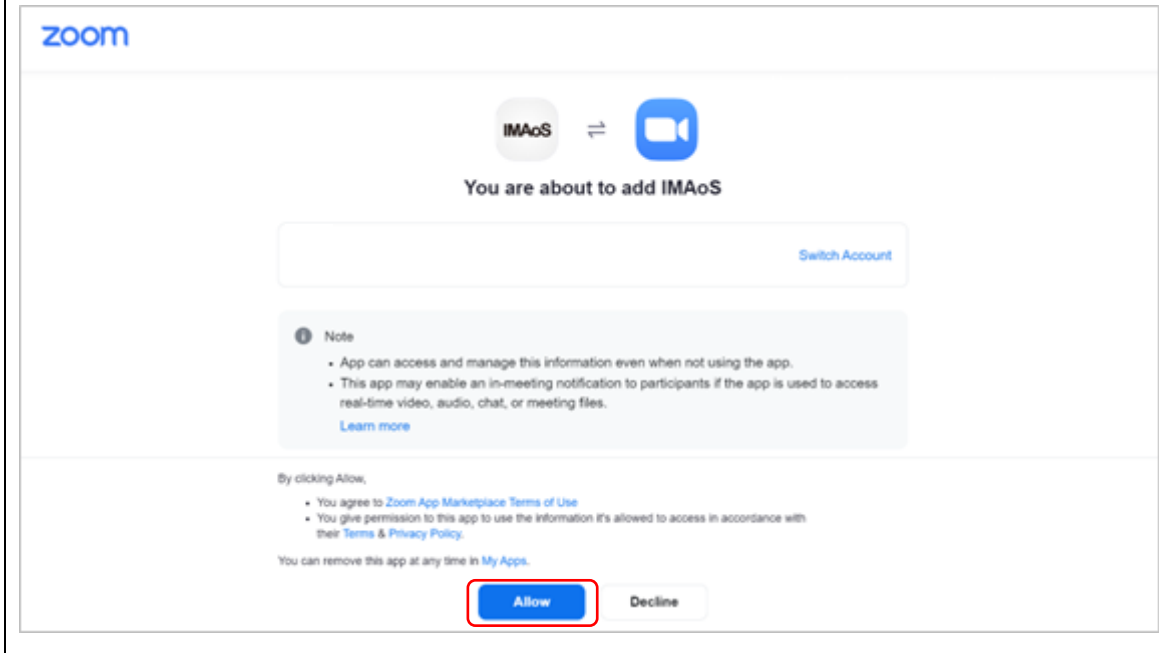 zoom
IMAoS
You are about to add IMAoS
Switch Account
Note
• App can access and manage this information even when not using the app.
• This app may enable an in-meeting notification to participants if the app is used to access
real-time video, audio, chat, or meeting files.
Learn more
By clicking Allow,
• You agree to Zoom App Marketplace Terms of Use
• You give permission to this app to use the information it's allowed to access in accordance with
their Terms & Privacy Policy.
You can remove this app at any time in My Apps.
Allow Decline